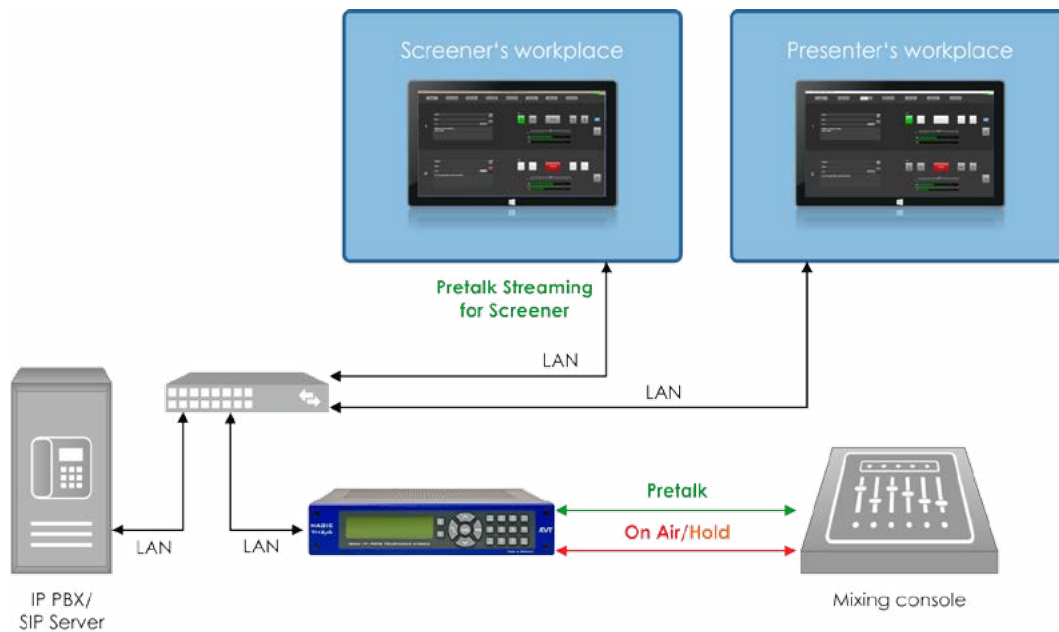 Screener's workplace
Presenter's workplace
Pretalk Streaming
for Screener
LAN
LAN
LAN
LAN
MAGIC
AVT
Pretalk
On Air/Hold
IP PBX/
SIP Server
Mixing console